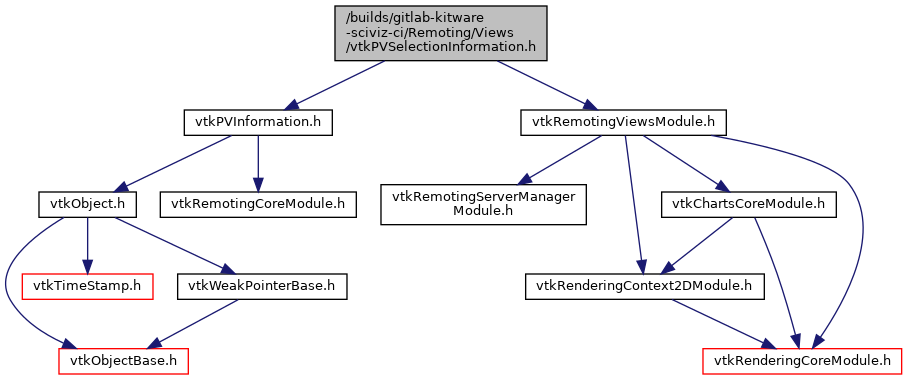 /builds/gitlab-kitware
-sciviz-ci/Remoting/Views
/vtkPVSelectionInformation.h
vtkPVInformation.h
vtkRemotingViewsModule.h
vtkObject.h
vtkRemotingCoreModule.h
vtkRemotingServerManager
Module.h
vtkChartsCoreModule.h
vtkTimeStamp.h
vtkWeakPointerBase.h
vtkRenderingContext2DModule.h
vtkObjectBase.h
vtkRenderingCoreModule.h